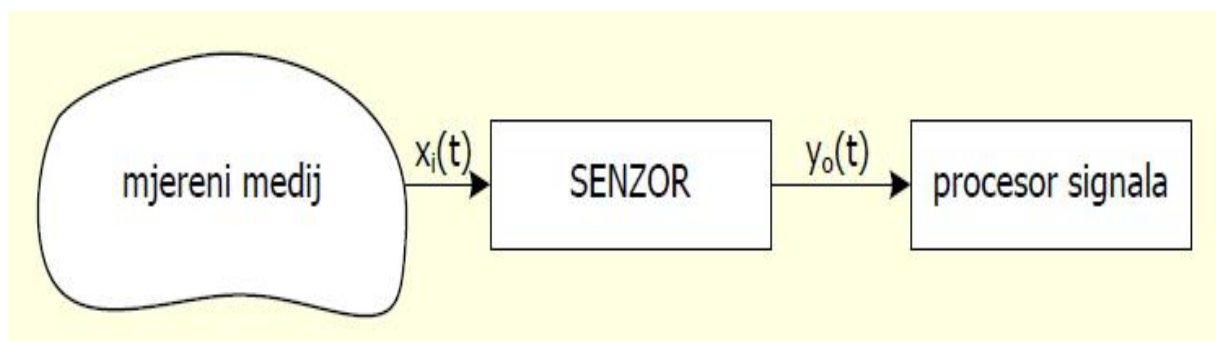 mjereni medij
xᵢ(t)
SENZOR
yₒ(t)
procesor signala